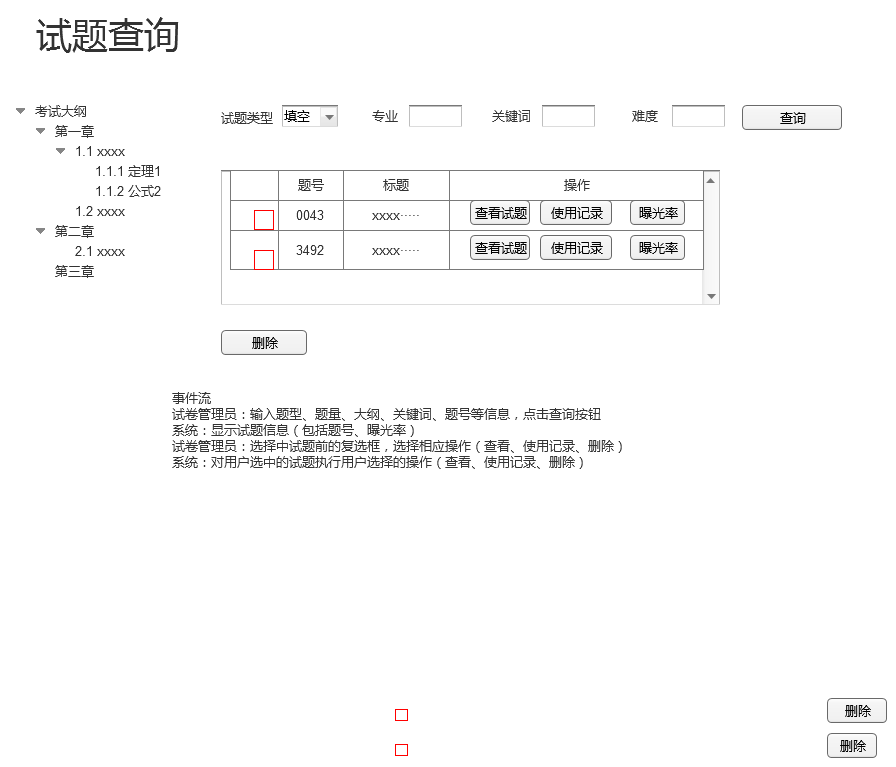 试题查询
考试大纲
第一章
1.1 xxxx
1.1.1 定理1
1.1.2 公式2
1.2 xxxx
第二章
2.1 xxxx
第三章
试题类型 填空 专业 关键词 难度 查询
题号 标题 操作
0043 xxxx····· 查看试题 使用记录 曝光率
3492 xxxx····· 查看试题 使用记录 曝光率
删除
事件流
试卷管理员：输入题型、题量、大纲、关键词、题号等信息，点击查询按钮
系统：显示试题信息（包括题号、曝光率）
试卷管理员：选择中试题前的复选框，选择相应操作（查看、使用记录、删除）
系统：对用户选中的试题执行用户选择的操作（查看、使用记录、删除）
删除
删除